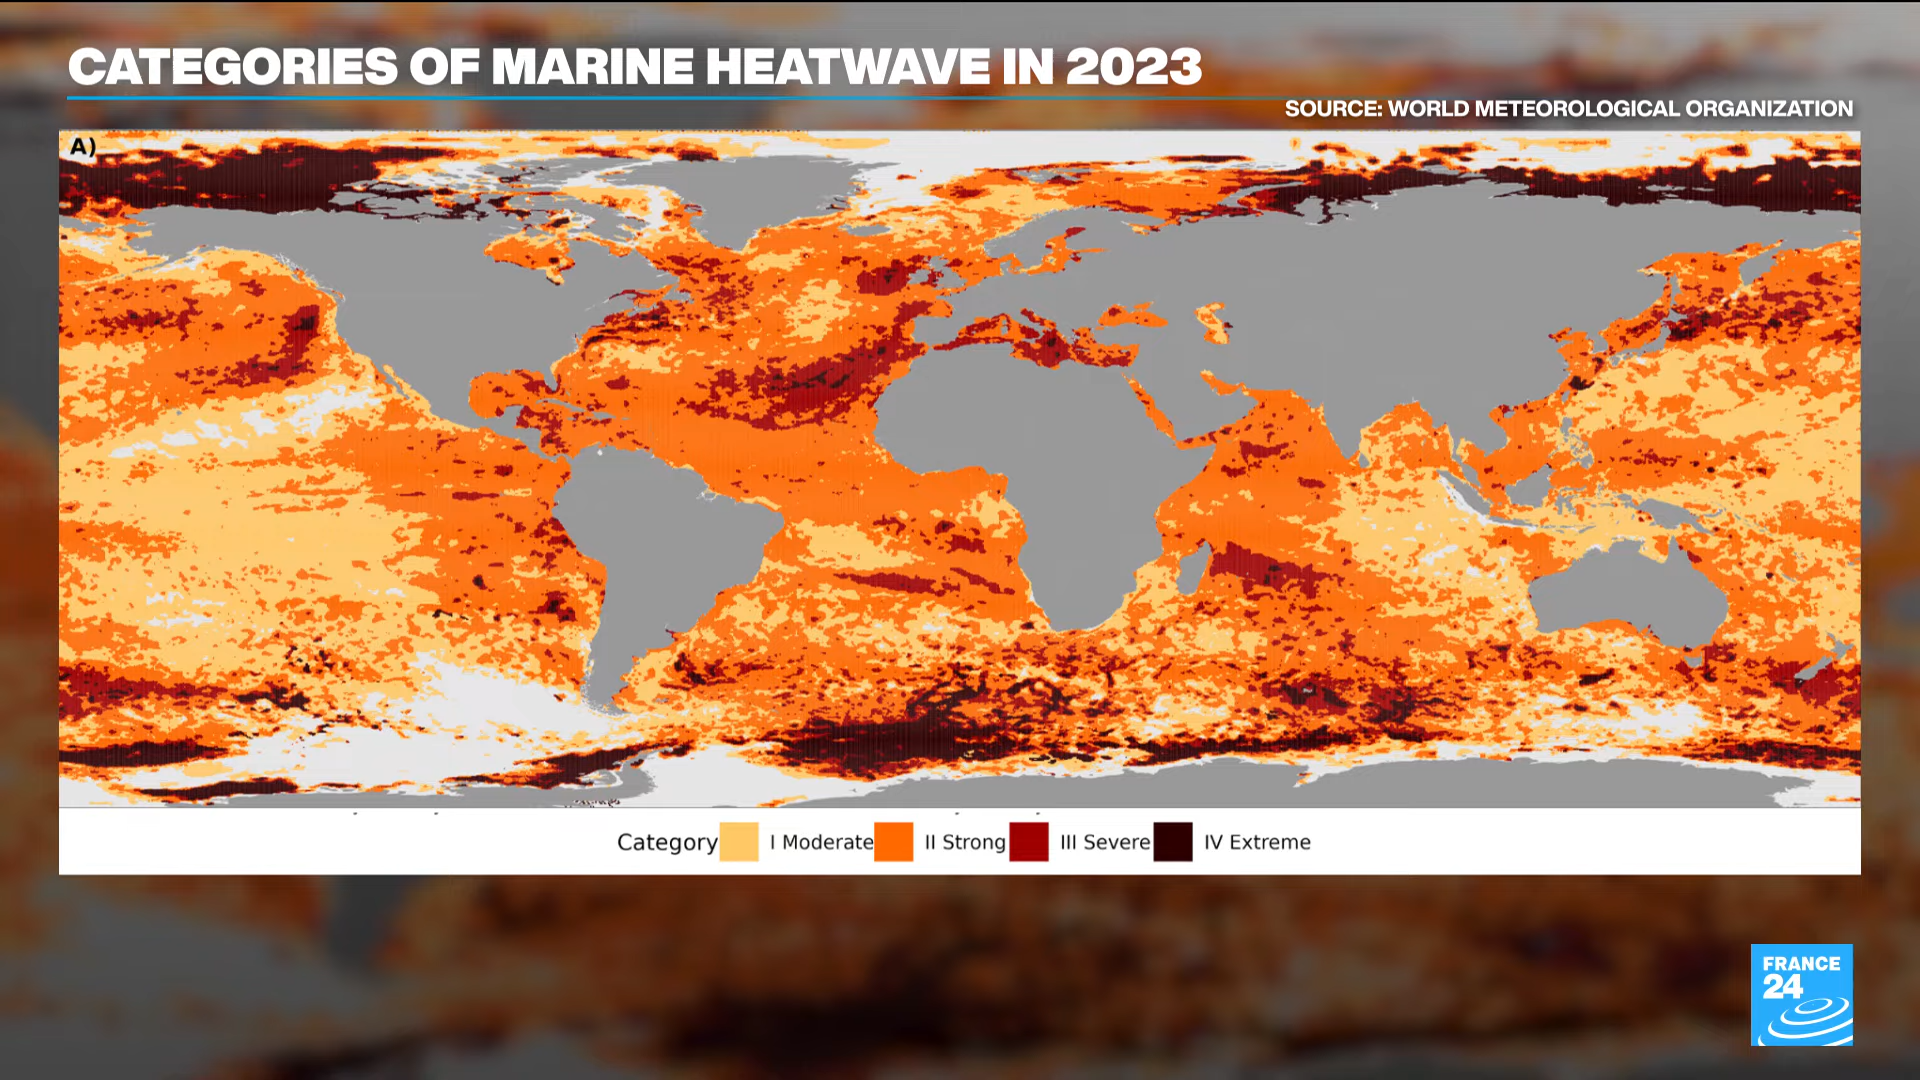 CATEGORIES OF MARINE HEATWAVE IN 2023
SOURCE: WORLD METEOROLOGICAL ORGANIZATION
A)
Category I Moderate II Strong III Severe IV Extreme
FRANCE
24